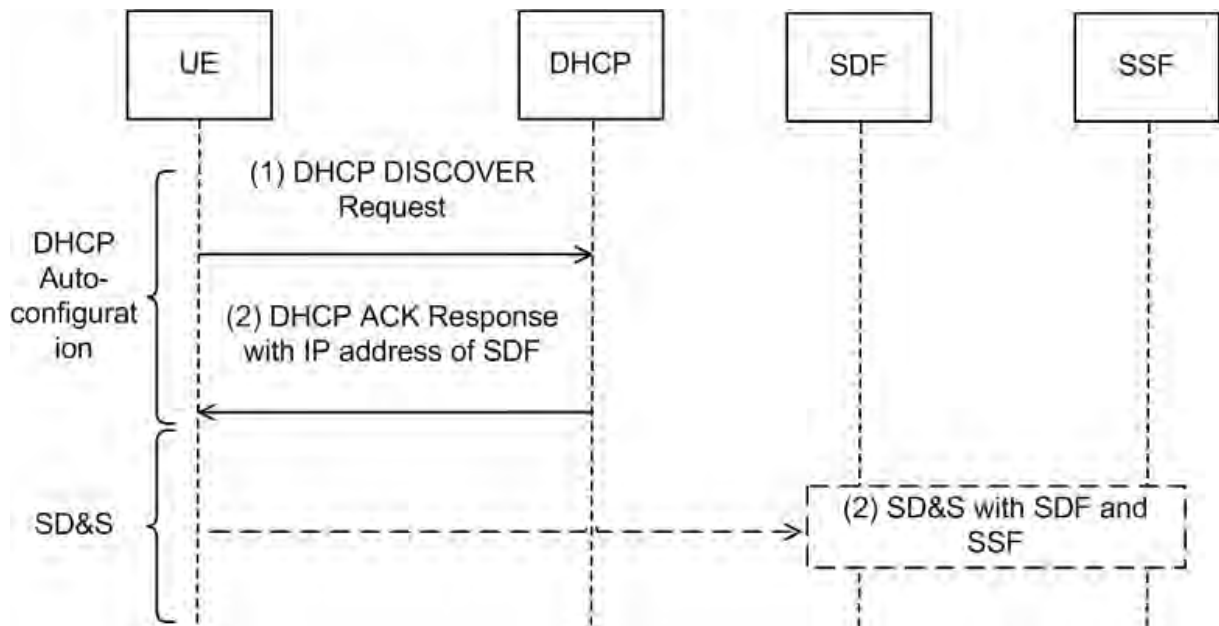 UE
DHCP
SDF
SSF
(1) DHCP DISCOVER
Request
DHCP
Auto-
configurat
ion
(2) DHCP ACK Response
with IP address of SDF
SD&S
(2) SD&S with SDF and
SSF